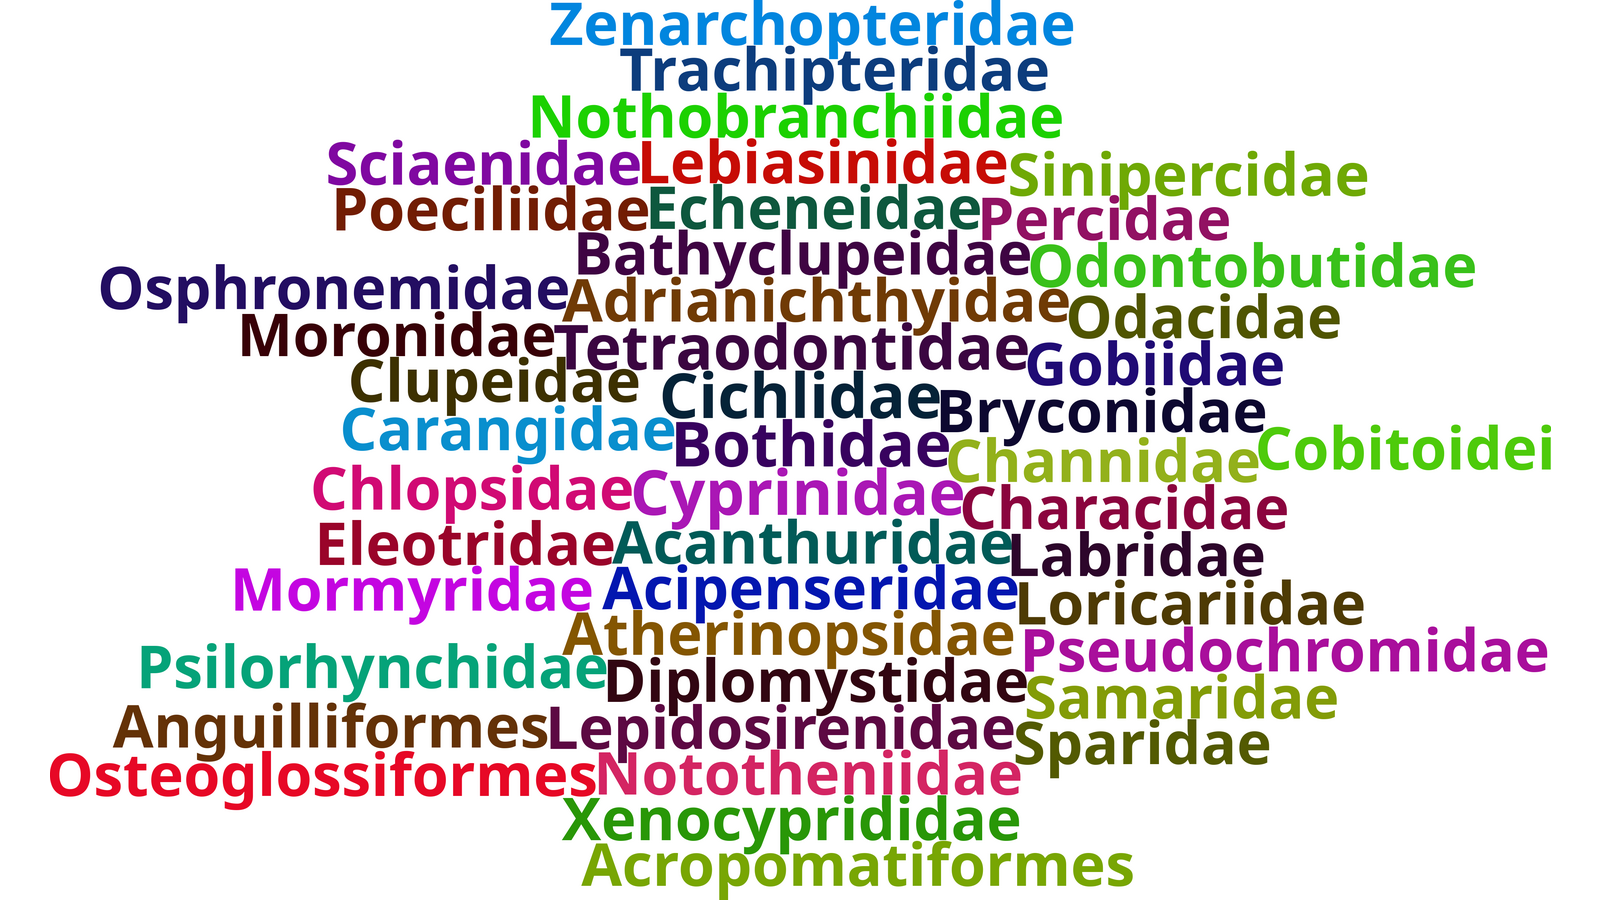 Zenarchopteridae
Trachipteridae
Nothobranchiidae
Sciaenidae Lebiasinidae Sinipercidae
Poeciliidae Echeneidae Percidae
Bathyclupeidae Odontobutidae
Osphronemidae Adrianichthyidae Odacidae
Moronidae Tetraodontidae Gobiidae
Clupeidae Cichlidae Bryconidae
Carangidae Bothidae Channidae Cobitoidei
Chlopsidae Cyprinidae Characidae
Eleotridae Acanthuridae Labridae
Mormyridae Acipenseridae Loricariidae
Atherinopsidae Pseudochromidae
Psilorhynchidae Diplomystidae Samaridae
Anguilliformes Lepidosirenidae Sparidae
Osteoglossiformes Nototheniidae
Xenocyprididae
Acropomatiformes